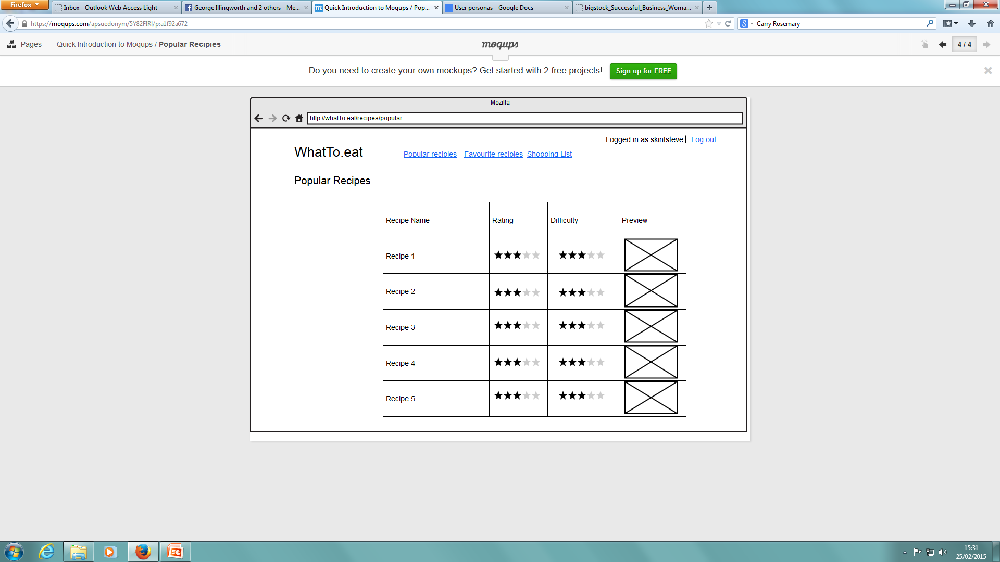 Firefox
Inbox - Outlook Web Access Light
George Illingworth and 2 others - Me...
Quick Introduction to Moqups / Pop...
User personas - Google Docs
bigstock_Successful_Business_Woma...
https://moqups.com/apsuedonym/5Y82FIRI/p:a1f92a672
Carry Rosemary
Pages
Quick Introduction to Moqups / Popular Recipies
moqups
4 / 4
Do you need to create your own mockups? Get started with 2 free projects!
Sign up for FREE
Mozilla
http://whatTo.eat/recipes/popular
Logged in as skintsteve
Log out
WhatTo.eat
Popular recipies
Favourite recipies
Shopping List
Popular Recipes
Recipe Name Rating Difficulty Preview
Recipe 1
Recipe 2
Recipe 3
Recipe 4
Recipe 5
15:31
25/02/2015